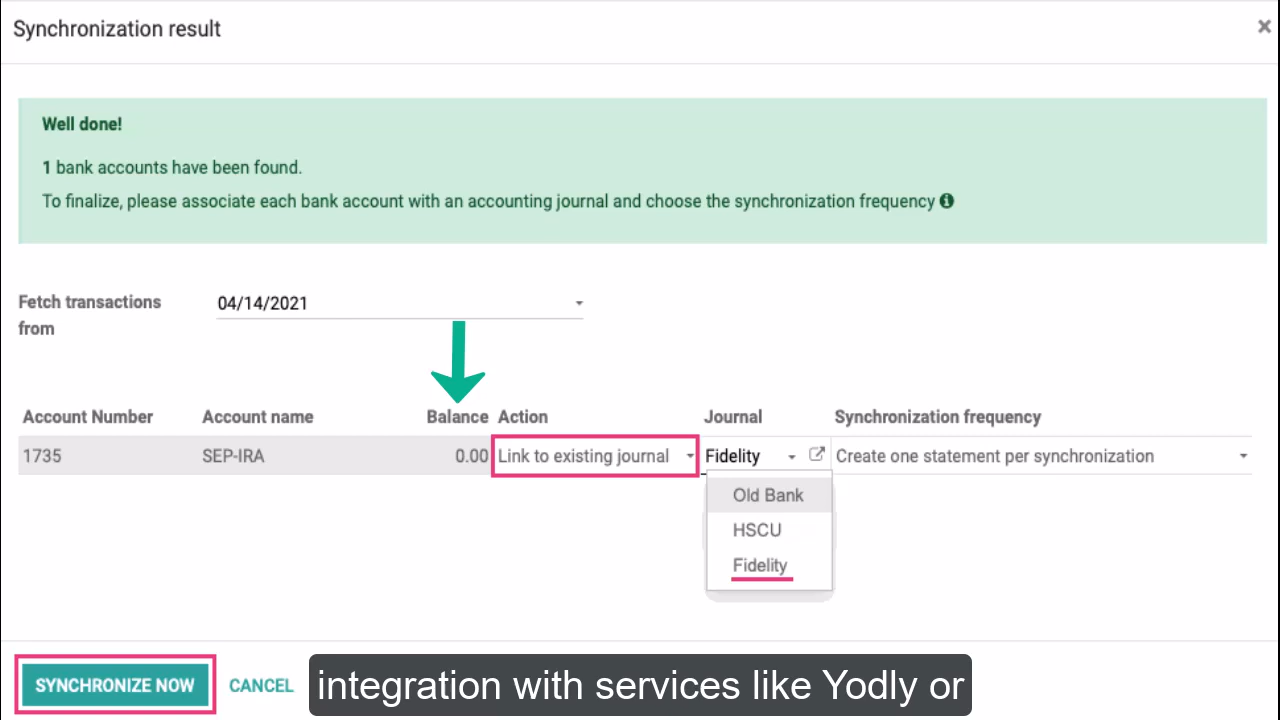 Synchronization result ×
Well done!
1 bank accounts have been found.
To finalize, please associate each bank account with an accounting journal and choose the synchronization frequency
Fetch transactions from 04/14/2021
Account Number Account name Balance Action Journal Synchronization frequency
1735 SEP-IRA 0.00 Link to existing journal Fidelity Create one statement per synchronization
Old Bank
HSCU
Fidelity
SYNCHRONIZE NOW CANCEL
integration with services like Yodly or